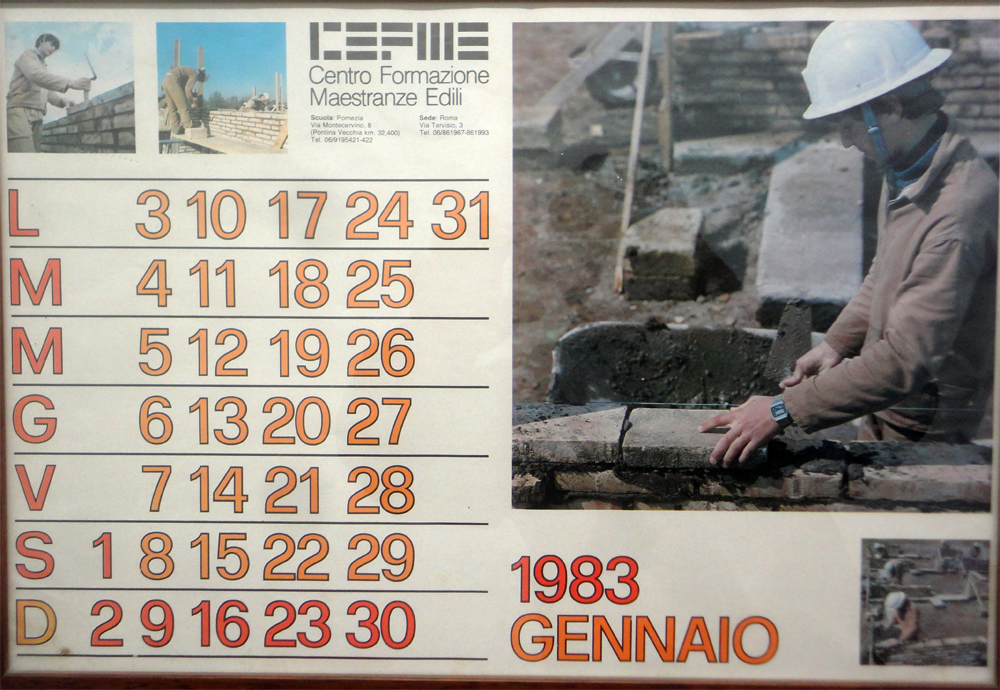 CEFME
Centro Formazione
Maestranze Edili
Scuola: Pomezia
Via Montecervino, 8
(Pontina Vecchia km. 32,400)
Tel. 06/9195421-422
Sede: Roma
Via Tarvisio, 3
Tel. 06/861967-861993
L 3 10 17 24 31
M 4 11 18 25
M 5 12 19 26
G 6 13 20 27
V 7 14 21 28
S 1 8 15 22 29
D 2 9 16 23 30
1983
GENNAIO